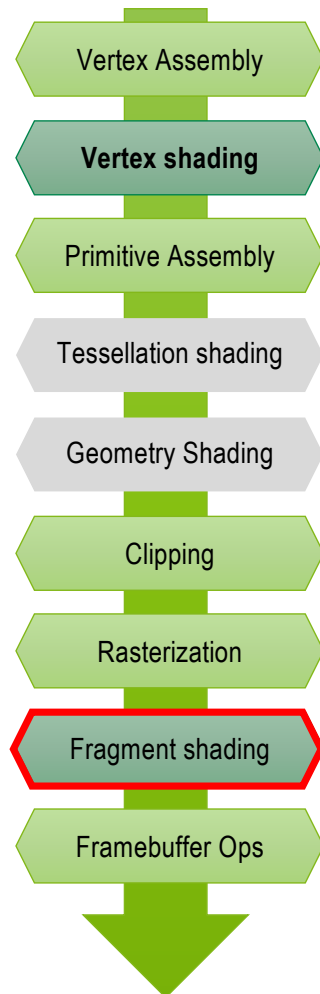 Vertex Assembly
Vertex shading
Primitive Assembly
Tessellation shading
Geometry Shading
Clipping
Rasterization
Fragment shading
Framebuffer Ops